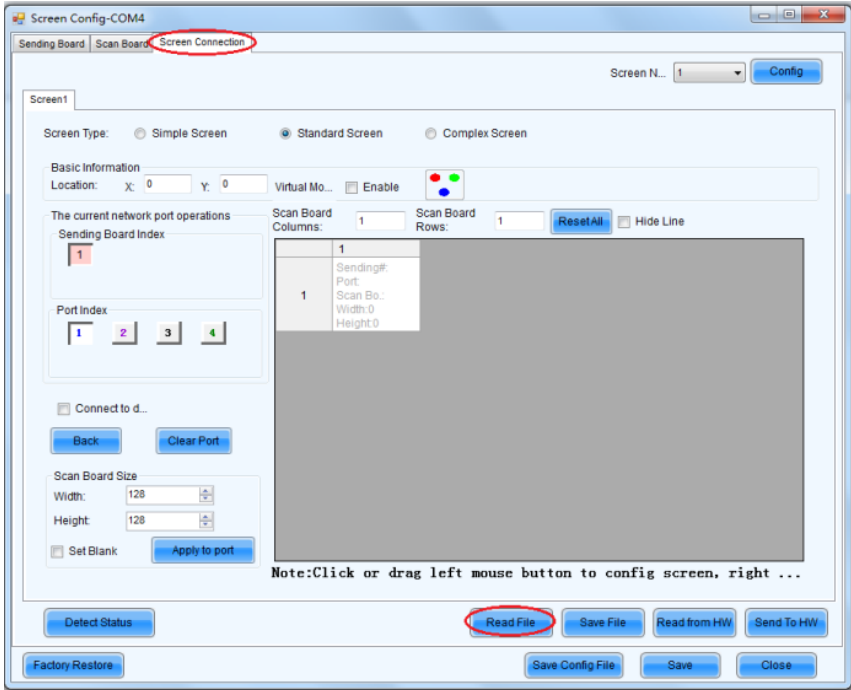 Screen Config-COM4
Sending Board Scan Board Screen Connection
Screen N... 1 Config
Screen1
Screen Type: Simple Screen Standard Screen Complex Screen
Basic Information
Location: X: 0 Y: 0 Virtual Mo... Enable
The current network port operations
Sending Board Index
1
Port Index
1 2 3 4
Connect to d...
Back Clear Port
Scan Board Size
Width: 128
Height: 128
Set Blank Apply to port
Scan Board Columns: 1 Scan Board Rows: 1 Reset All Hide Line
1
1
Sending#:
Port:
Scan Bo.:
Width:0
Height:0
Note:Click or drag left mouse button to config screen, right ...
Detect Status Read File Save File Read from HW Send To HW
Factory Restore Save Config File Save Close